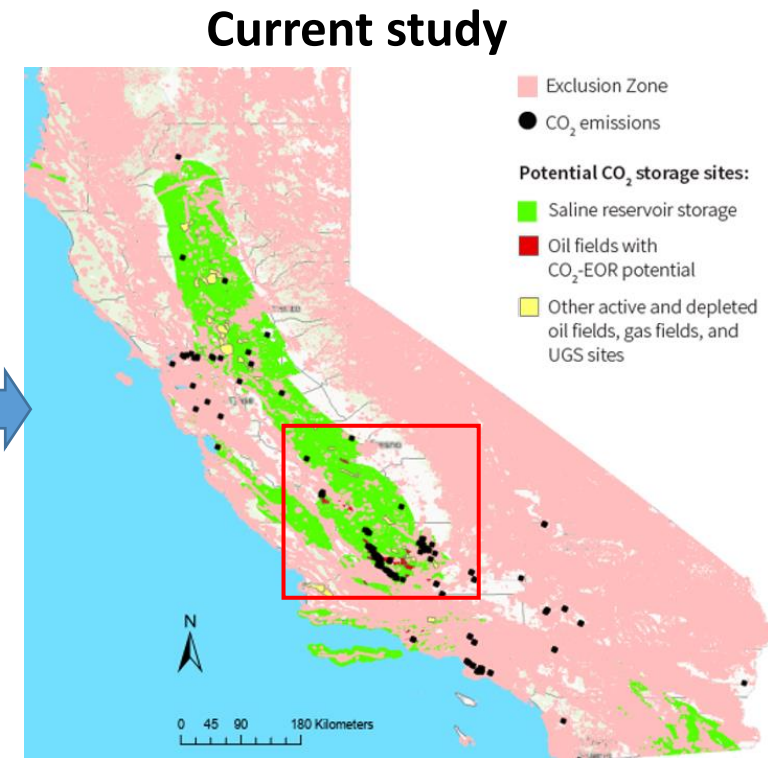 Current study
Exclusion Zone
CO₂ emissions
Potential CO₂ storage sites:
Saline reservoir storage
Oil fields with
CO₂-EOR potential
Other active and depleted
oil fields, gas fields, and
UGS sites
N
0 45 90 180 Kilometers